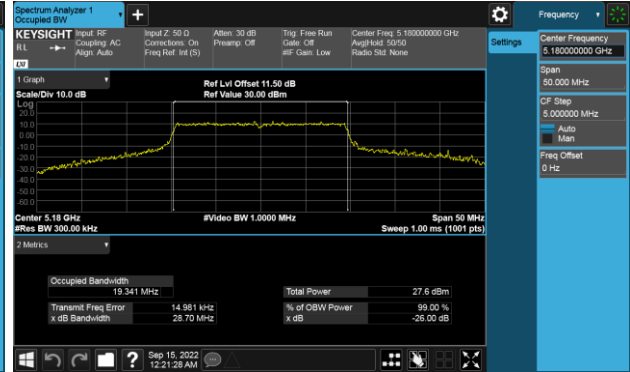 Spectrum Analyzer 1
Occupied BW
+
Frequency
KEYSIGHT Input: RF Input Z: 50 Ω Atten: 30 dB Trig: Free Run Center Freq: 5.180000000 GHz
RL Coupling: AC Corrections: On Preamp: Off Gate: Off Avg|Hold: 50/50
Align: Auto Freq Ref: Int (S) #IF Gain: Low Radio Std: None
LXI
Settings
Center Frequency
5.180000000 GHz
Span
50.000 MHz
CF Step
5.000000 MHz
Auto
Man
Freq Offset
0 Hz
1 Graph
Ref Lvl Offset 11.50 dB
Scale/Div 10.0 dB Ref Value 30.00 dBm
Log
20.0
10.0
0.00
-10.0
-20.0
-30.0
-40.0
-50.0
-60.0
Center 5.18 GHz #Video BW 1.0000 MHz Span 50 MHz
#Res BW 300.00 kHz Sweep 1.00 ms (1001 pts)
2 Metrics
Occupied Bandwidth
19.341 MHz Total Power 27.6 dBm
Transmit Freq Error 14.981 kHz % of OBW Power 99.00 %
x dB Bandwidth 28.70 MHz x dB -26.00 dB
? Sep 15, 2022
12:21:28 AM